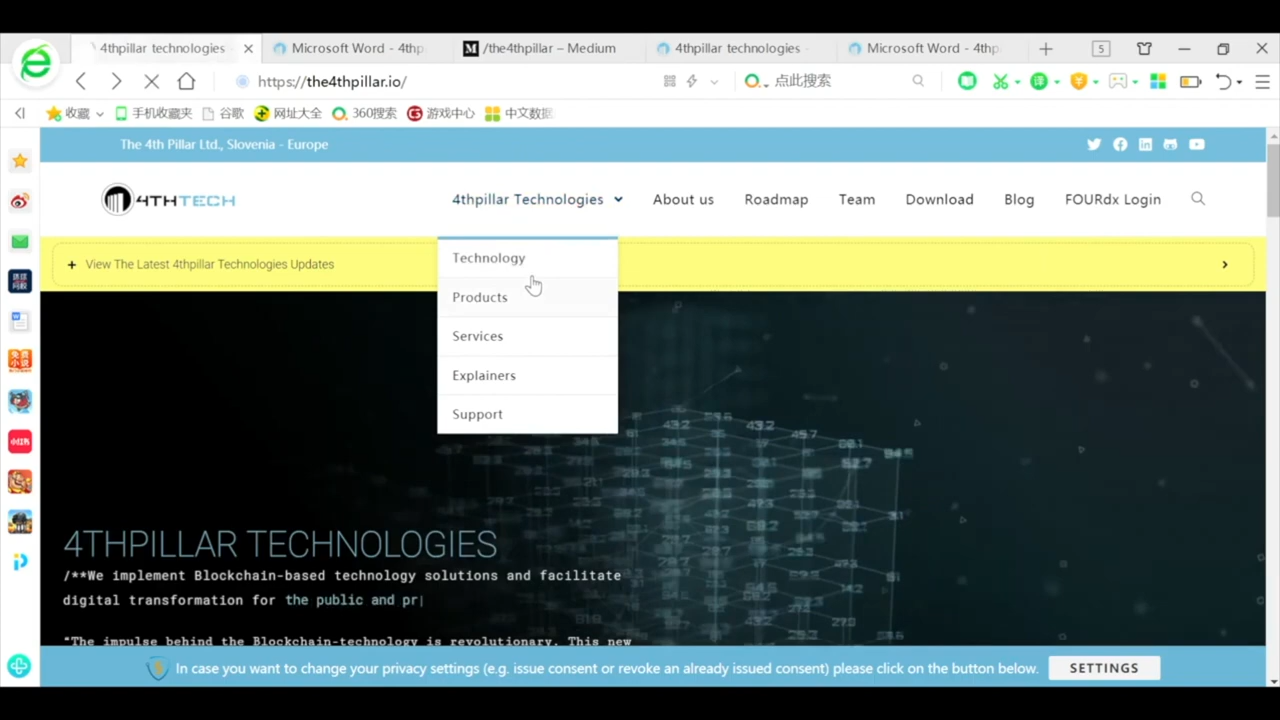 4thpillar technologies
Microsoft Word - 4thp
/the4thpillar – Medium
4thpillar technologies -
Microsoft Word - 4thp
5
https://the4thpillar.io/
点此搜索
收藏
手机收藏夹
谷歌
网址大全
360搜索
游戏中心
中文数据
The 4th Pillar Ltd., Slovenia - Europe
4THTECH
4thpillar Technologies
About us
Roadmap
Team
Download
Blog
FOURdx Login
+ View The Latest 4thpillar Technologies Updates
Technology
Products
Services
Explainers
Support
4THPILLAR TECHNOLOGIES
/**We implement Blockchain-based technology solutions and facilitate
digital transformation for the public and pr|
"The impulse behind the Blockchain-technology is revolutionary. This new
In case you want to change your privacy settings (e.g. issue consent or revoke an already issued consent) please click on the button below.
SETTINGS